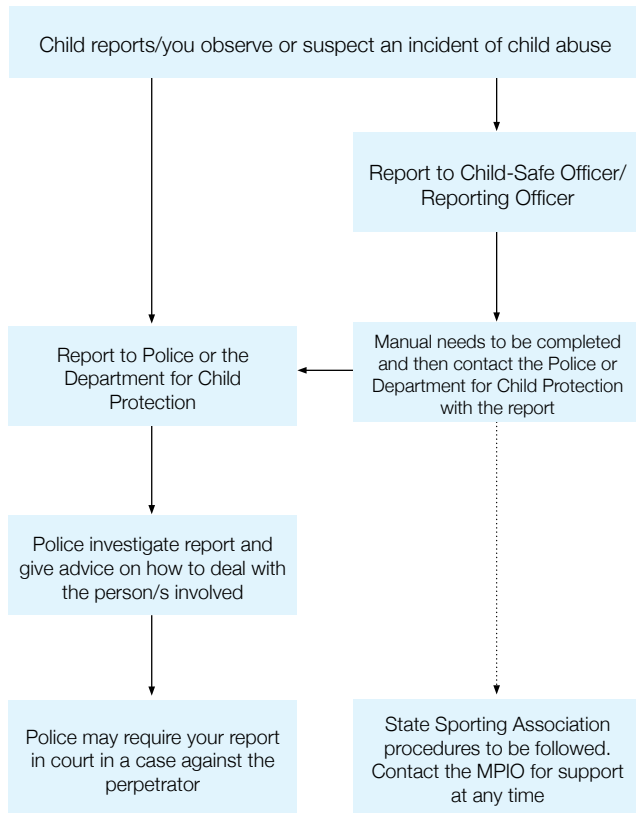 Child reports/you observe or suspect an incident of child abuse
Report to Child-Safe Officer/
Reporting Officer
Report to Police or the
Department for Child
Protection
Manual needs to be completed
and then contact the Police or
Department for Child Protection
with the report
Police investigate report and
give advice on how to deal with
the person/s involved
Police may require your report
in court in a case against the
perpetrator
State Sporting Association
procedures to be followed.
Contact the MPIO for support
at any time